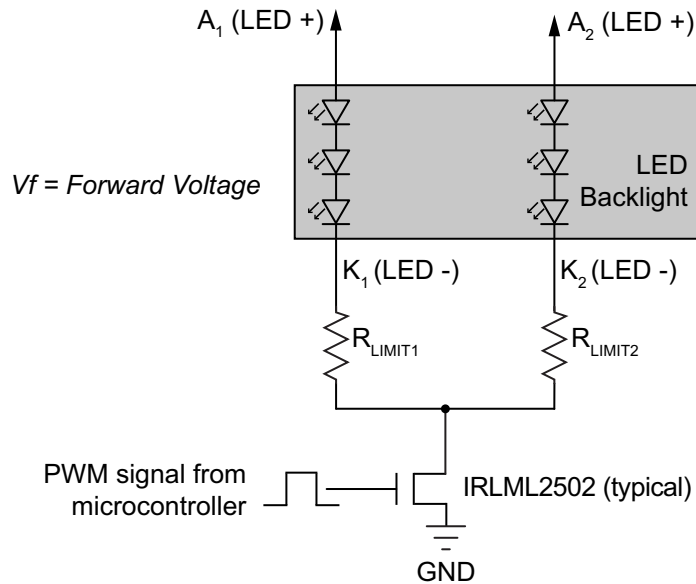 A1 (LED +)
A2 (LED +)
Vf = Forward Voltage
LED
Backlight
K1 (LED -)
K2 (LED -)
RLIMIT1
RLIMIT2
PWM signal from
microcontroller
IRLML2502 (typical)
GND